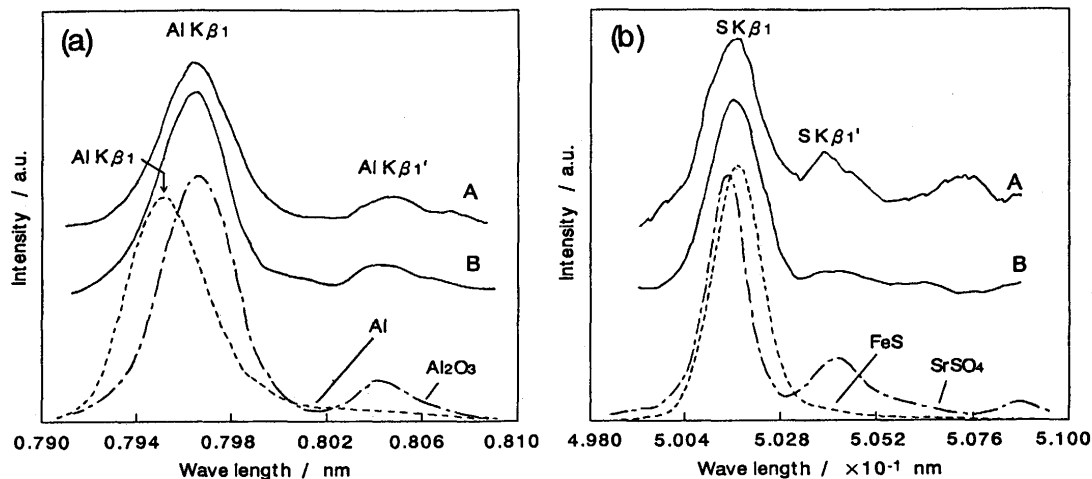 (a)
Al Kβ1
Al Kβ1
Al Kβ1'
A
B
Al
Al2O3
Intensity / a.u.
0.790 0.794 0.798 0.802 0.806 0.810
Wave length / nm
(b)
S Kβ1
S Kβ1'
A
B
FeS
SrSO4
Intensity / a.u.
4.980 5.004 5.028 5.052 5.076 5.100
Wave length / ×10-1 nm